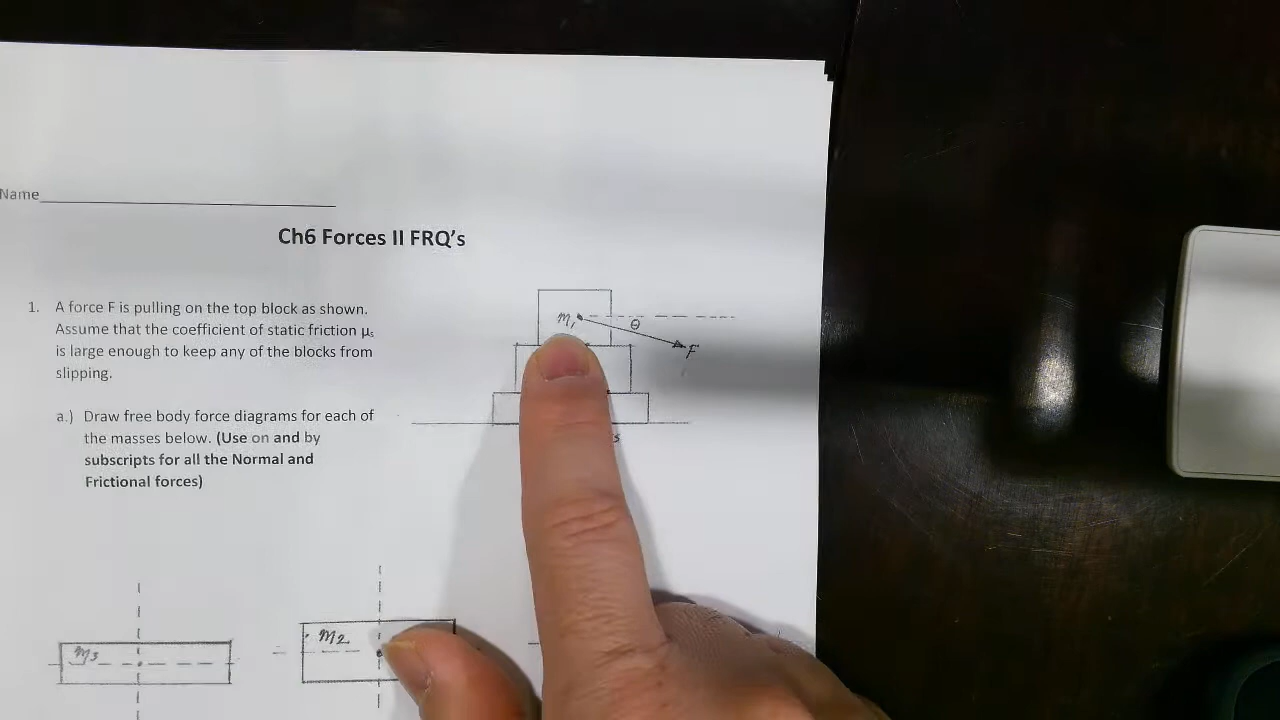 Name
Ch6 Forces II FRQ's
1. A force F is pulling on the top block as shown.
Assume that the coefficient of static friction μs
is large enough to keep any of the blocks from
slipping.
a.) Draw free body force diagrams for each of
the masses below. (Use on and by
subscripts for all the Normal and
Frictional forces)
m1
θ
F
s
m3
m2